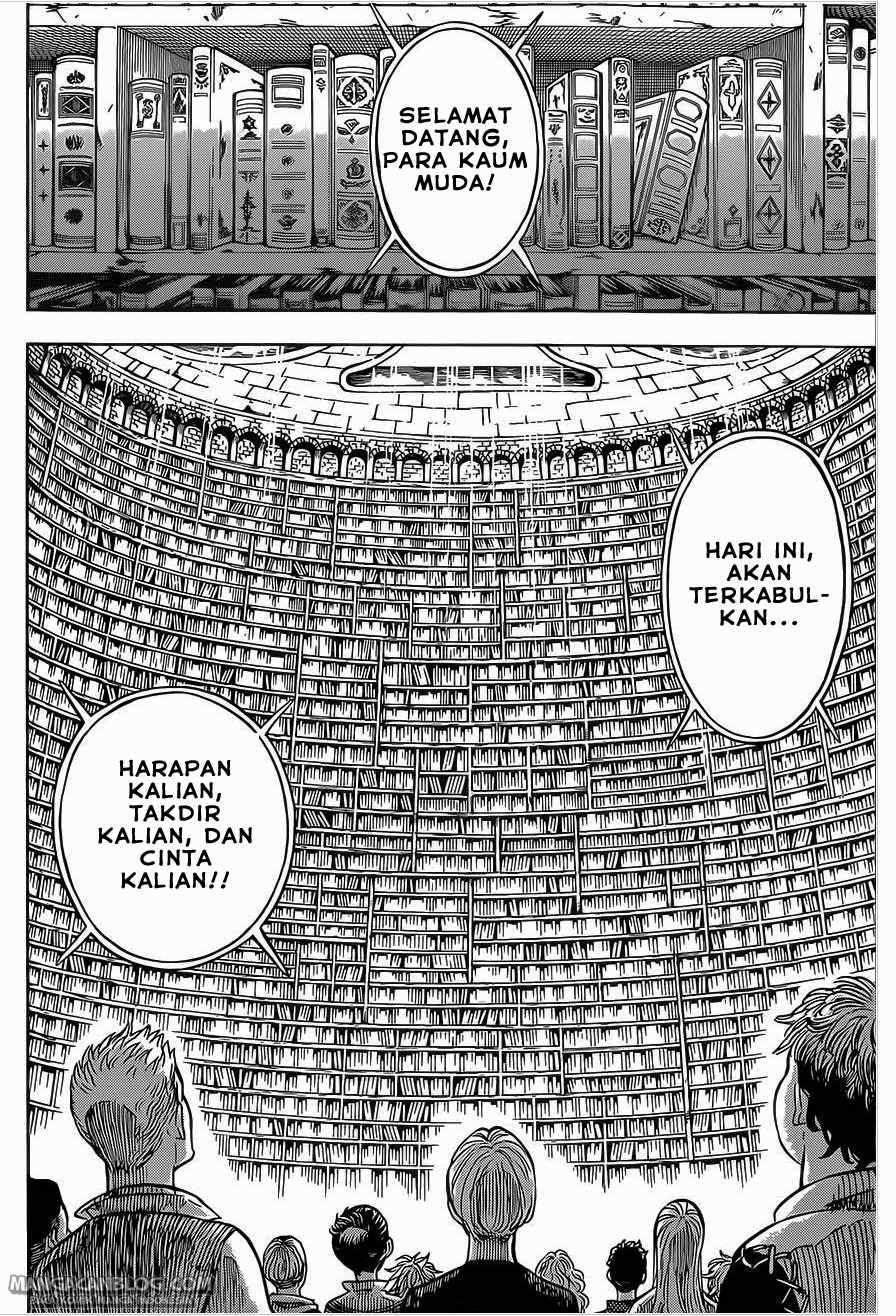 SELAMAT
DATANG,
PARA KAUM
MUDA!
HARI INI,
AKAN
TERKABUL-
KAN...
HARAPAN
KALIAN,
TAKDIR
KALIAN, DAN
CINTA
KALIAN!!
MANGACANBLOG.COM